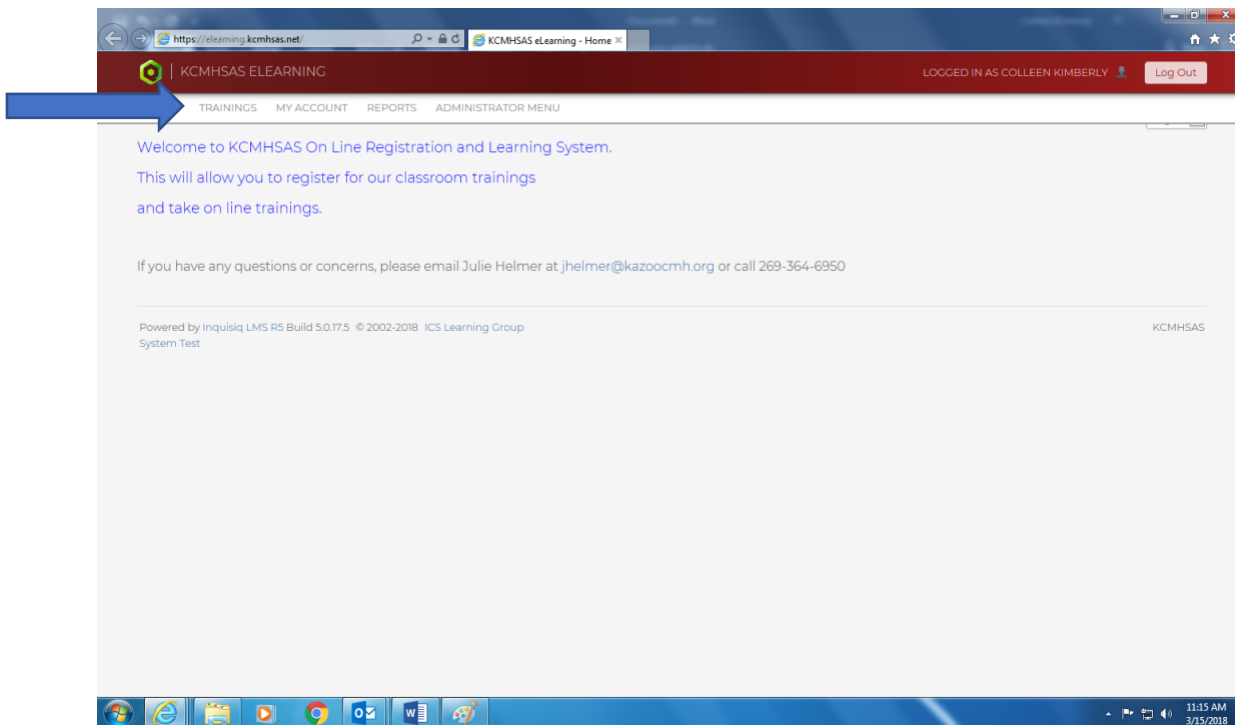 https://elearning.kcmhsas.net/
KCMHSAS eLearning - Home
KCMHSAS ELEARNING
LOGGED IN AS COLLEEN KIMBERLY
Log Out
TRAININGS MY ACCOUNT REPORTS ADMINISTRATOR MENU
Welcome to KCMHSAS On Line Registration and Learning System.
This will allow you to register for our classroom trainings
and take on line trainings.
If you have any questions or concerns, please email Julie Helmer at jhelmer@kazoocmh.org or call 269-364-6950
Powered by Inquisiq LMS R5 Build 5.0.17.5 © 2002-2018 ICS Learning Group
KCMHSAS
System Test
11:15 AM
3/15/2018